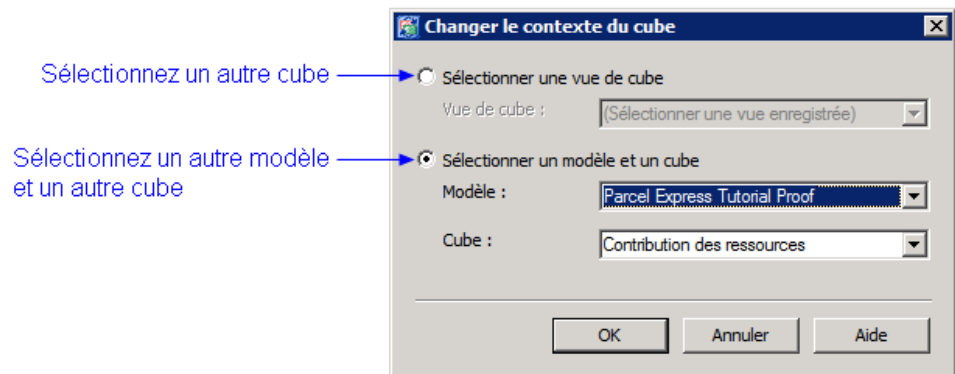 Changer le contexte du cube
Sélectionnez un autre cube
Sélectionner une vue de cube
Vue de cube :
(Sélectionner une vue enregistrée)
Sélectionnez un autre modèle
et un autre cube
Sélectionner un modèle et un cube
Modèle :
Parcel Express Tutorial Proof
Cube :
Contribution des ressources
OK
Annuler
Aide